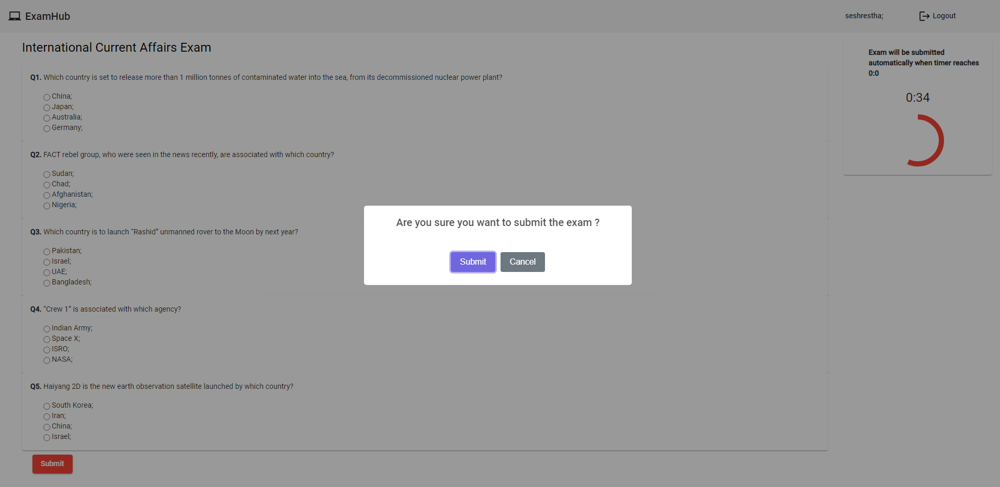 ExamHub
seshrestha;
Logout
International Current Affairs Exam
Exam will be submitted
automatically when timer reaches
0:0
0:34
Q1. Which country is set to release more than 1 million tonnes of contaminated water into the sea, from its decommissioned nuclear power plant?
China;
Japan;
Australia;
Germany;
Q2. FACT rebel group, who were seen in the news recently, are associated with which country?
Sudan;
Chad;
Afghanistan;
Nigeria;
Q3. Which country is to launch “Rashid” unmanned rover to the Moon by next year?
Pakistan;
Israel;
UAE;
Bangladesh;
Are you sure you want to submit the exam ?
Submit
Cancel
Q4. “Crew 1” is associated with which agency?
Indian Army;
Space X;
ISRO;
NASA;
Q5. Haiyang 2D is the new earth observation satellite launched by which country?
South Korea;
Iran;
China;
Israel;
Submit